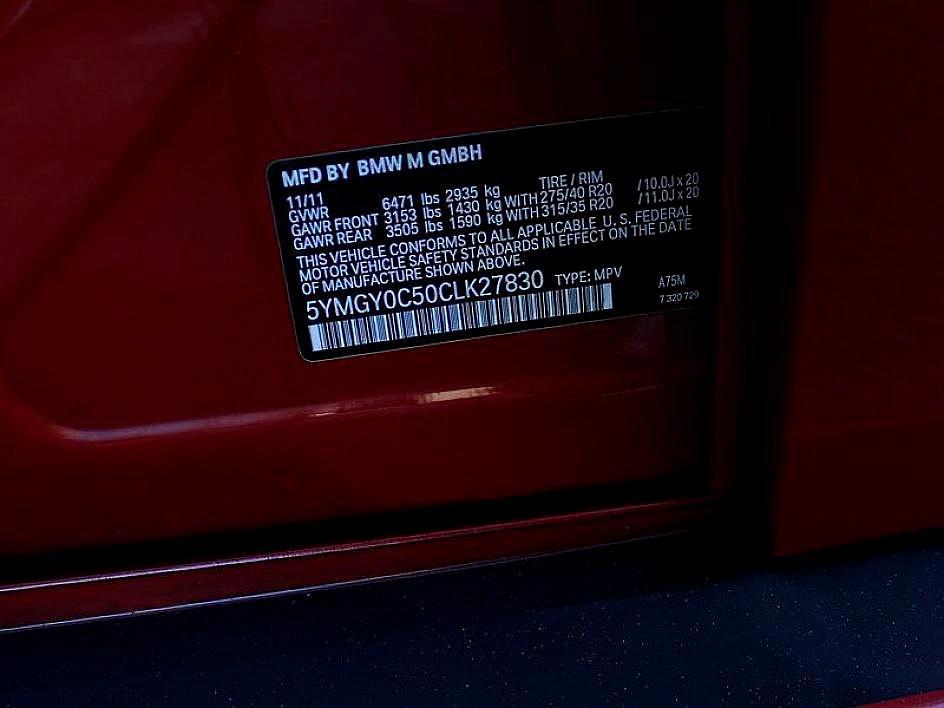 MFD BY BMW M GMBH
11/11 TIRE / RIM
GVWR 6471 lbs 2935 kg
GAWR FRONT 3153 lbs 1430 kg WITH 275/40 R20 / 10.0J x 20
GAWR REAR 3505 lbs 1590 kg WITH 315/35 R20 / 11.0J x 20
THIS VEHICLE CONFORMS TO ALL APPLICABLE U.S. FEDERAL
MOTOR VEHICLE SAFETY STANDARDS IN EFFECT ON THE DATE
OF MANUFACTURE SHOWN ABOVE.
5YMGY0C50CLK27830 TYPE: MPV A75M
7 320 729